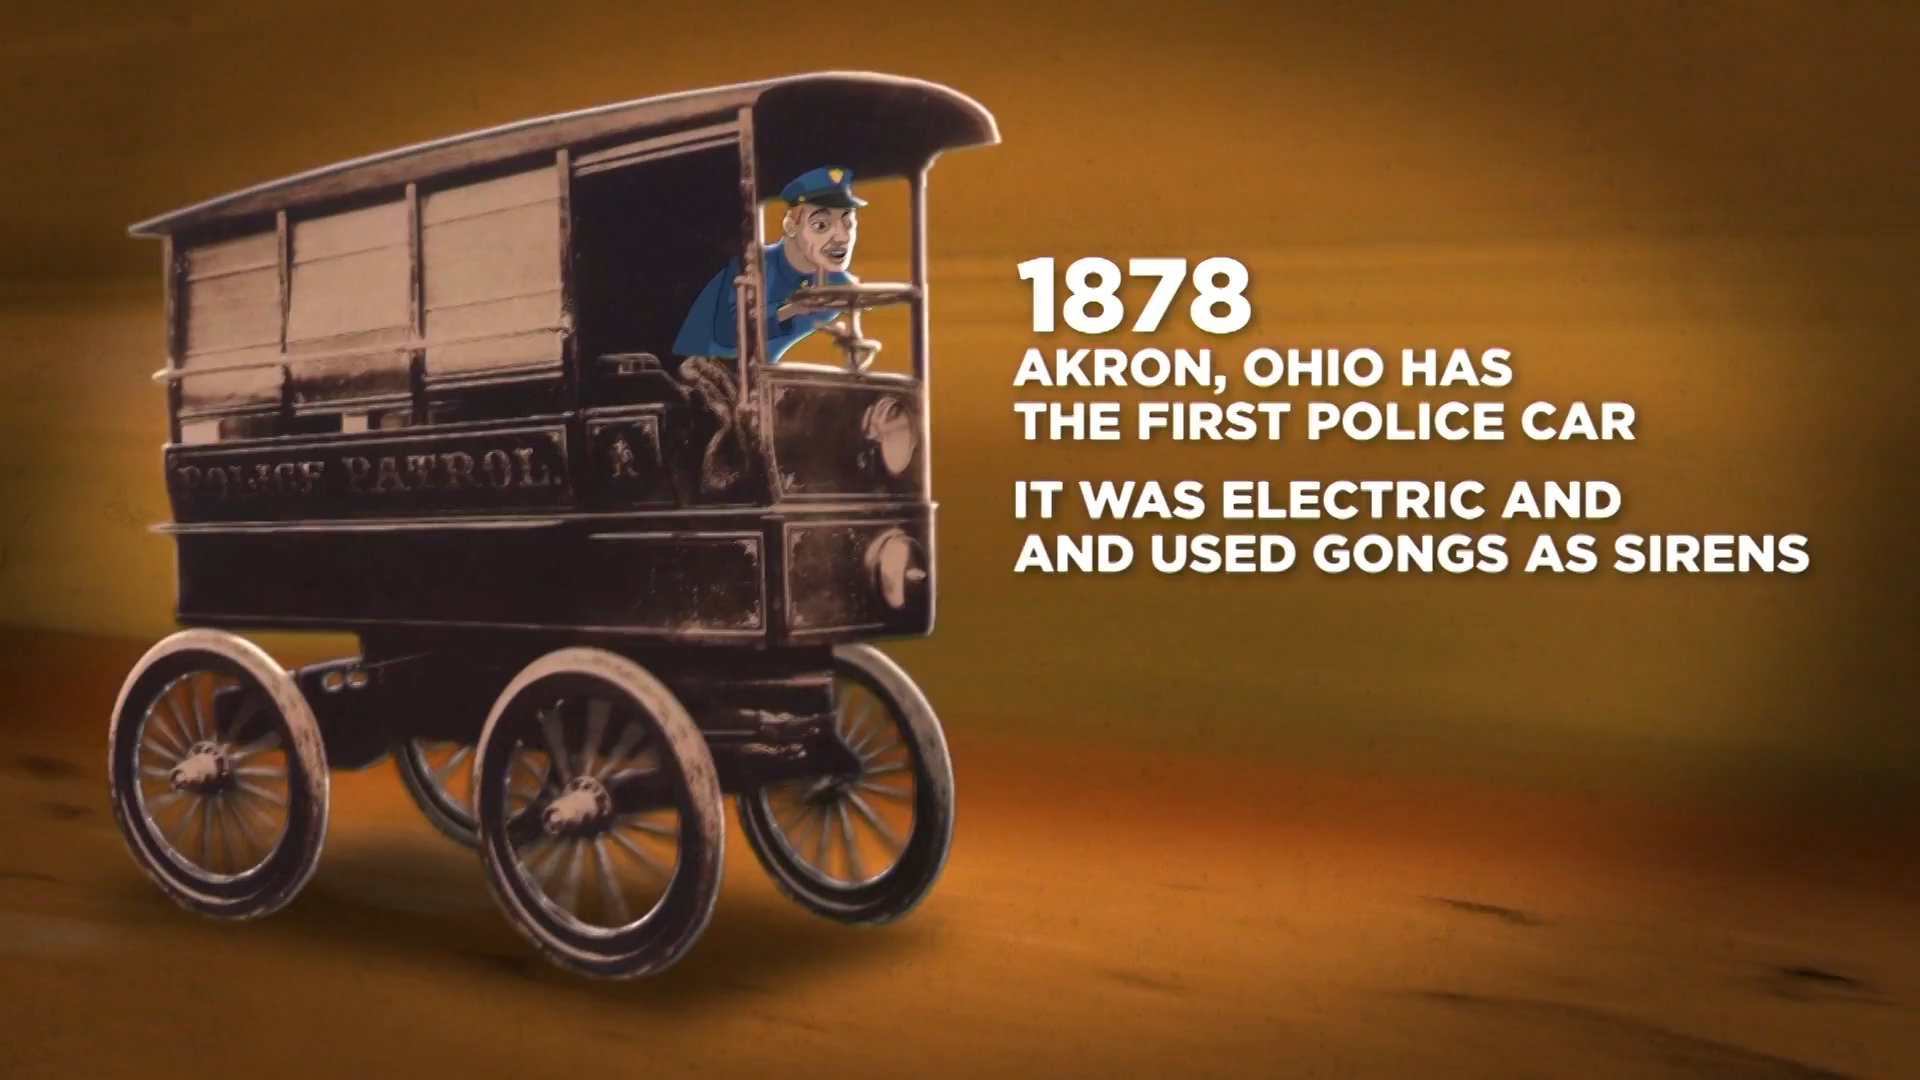 1878
AKRON, OHIO HAS
THE FIRST POLICE CAR
IT WAS ELECTRIC AND
AND USED GONGS AS SIRENS
POLICE PATROL.